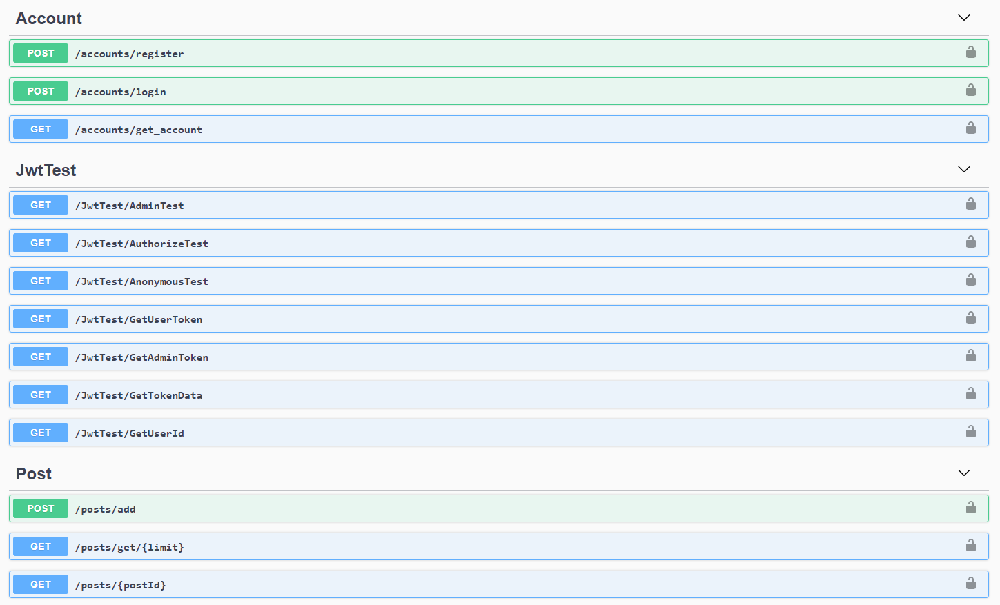 Account
POST /accounts/register
POST /accounts/login
GET /accounts/get_account
JwtTest
GET /JwtTest/AdminTest
GET /JwtTest/AuthorizeTest
GET /JwtTest/AnonymousTest
GET /JwtTest/GetUserToken
GET /JwtTest/GetAdminToken
GET /JwtTest/GetTokenData
GET /JwtTest/GetUserId
Post
POST /posts/add
GET /posts/get/{limit}
GET /posts/{postId}